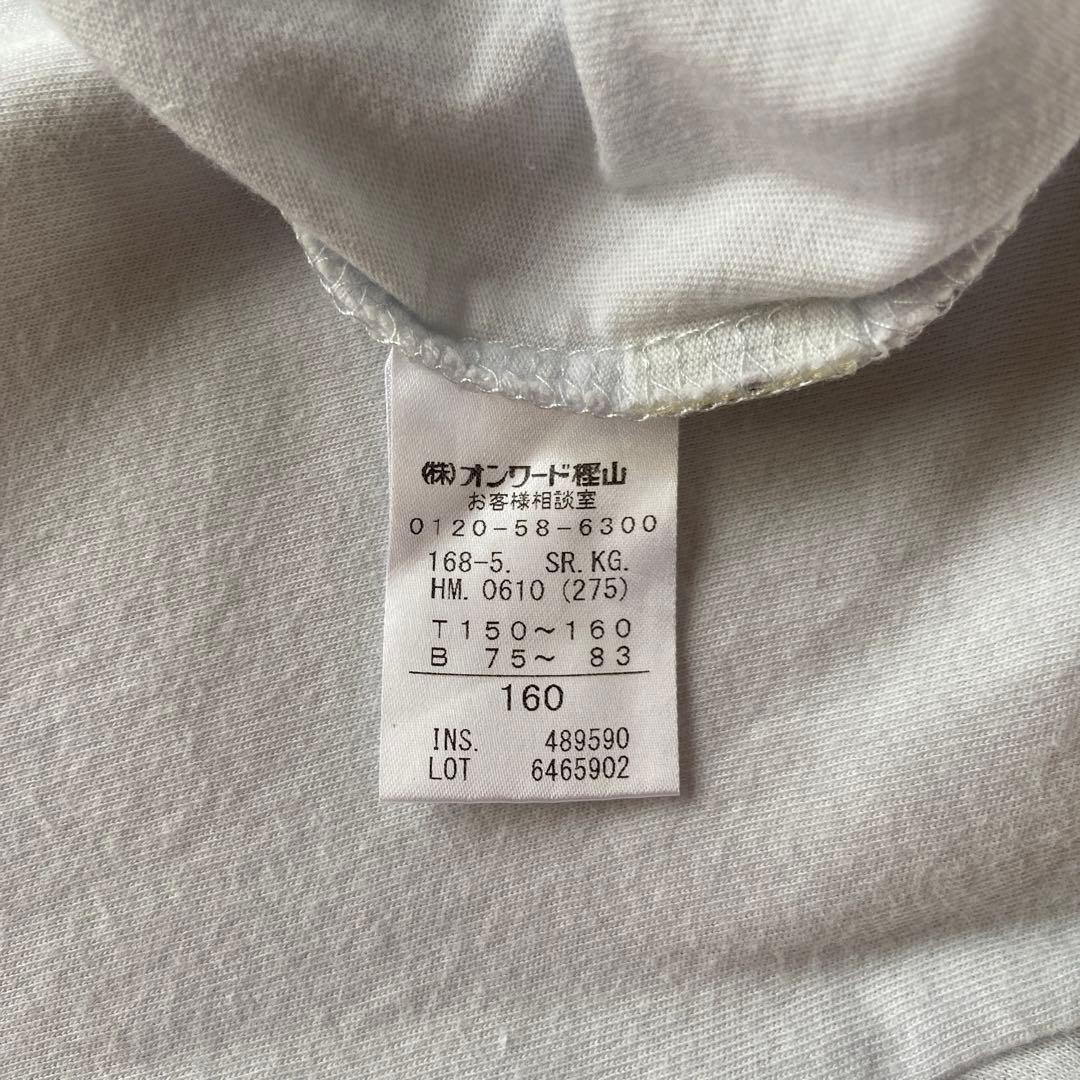 (株)オンワード樫山
お客様相談室
0120-58-6300
168-5. SR. KG.
HM. 0610 (275)
T 150～160
B 75～ 83
160
INS. 489590
LOT 6465902